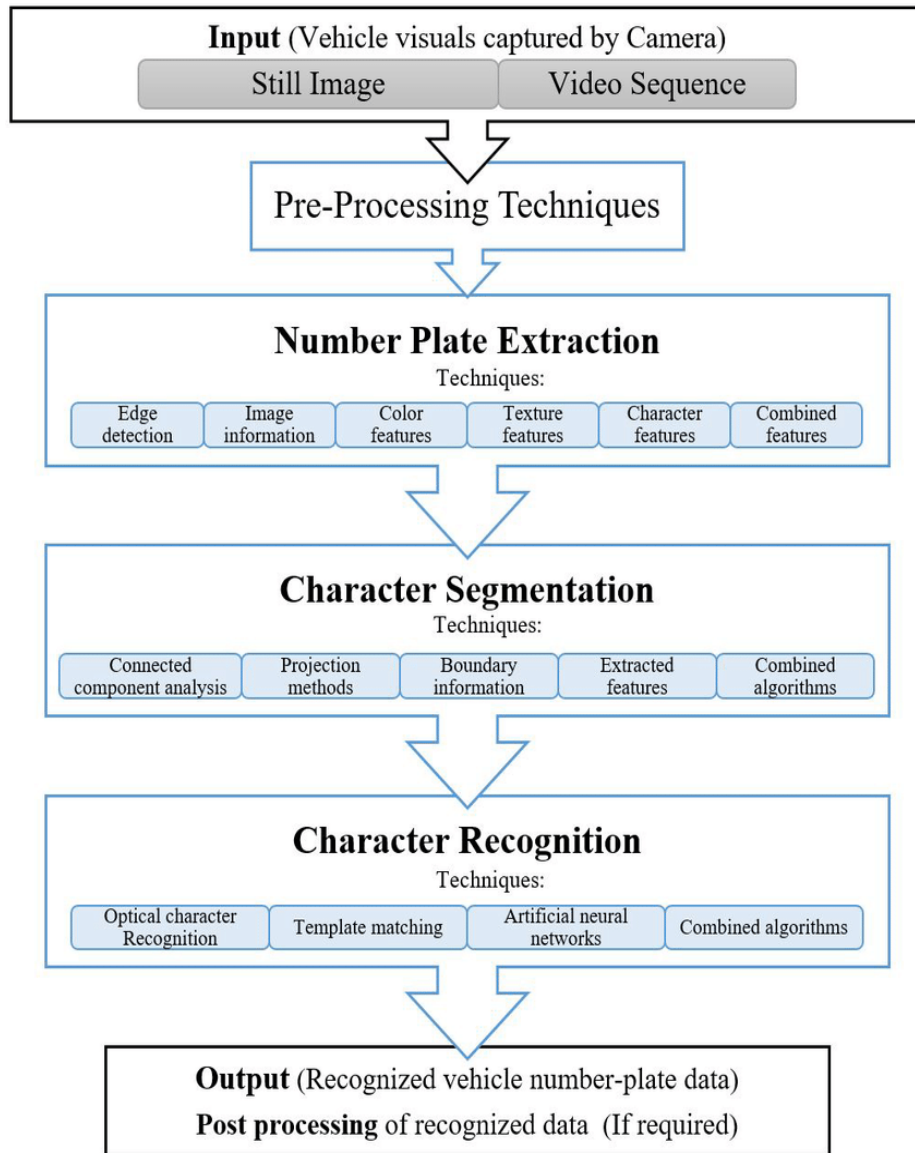 Input (Vehicle visuals captured by Camera)
Still Image
Video Sequence
Pre-Processing Techniques
Number Plate Extraction
Techniques:
Edge
detection
Image
information
Color
features
Texture
features
Character
features
Combined
features
Character Segmentation
Techniques:
Connected
component analysis
Projection
methods
Boundary
information
Extracted
features
Combined
algorithms
Character Recognition
Techniques:
Optical character
Recognition
Template matching
Artificial neural
networks
Combined algorithms
Output (Recognized vehicle number-plate data)
Post processing of recognized data (If required)